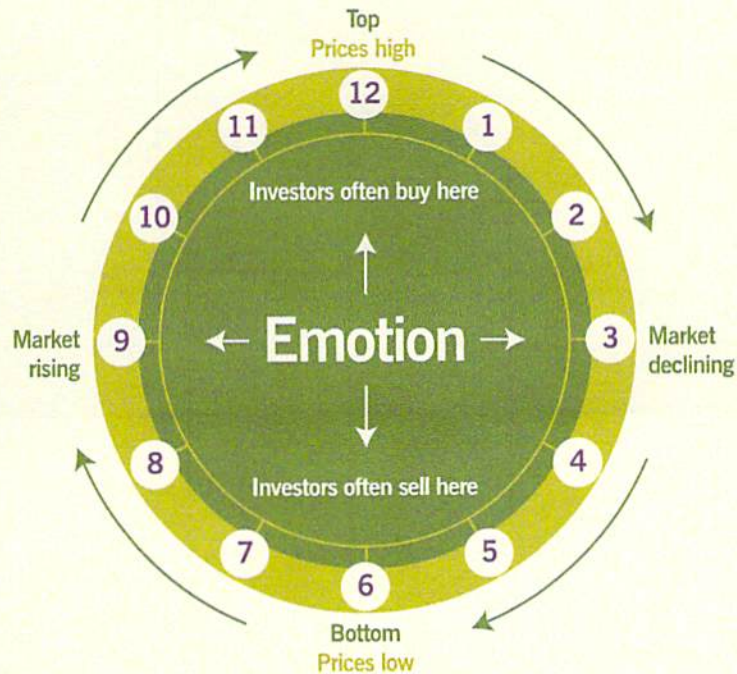 Top
Prices high
12
11
1
Investors often buy here
10
2
Market
rising
9
Emotion
3
Market
declining
8
4
Investors often sell here
7
5
6
Bottom
Prices low